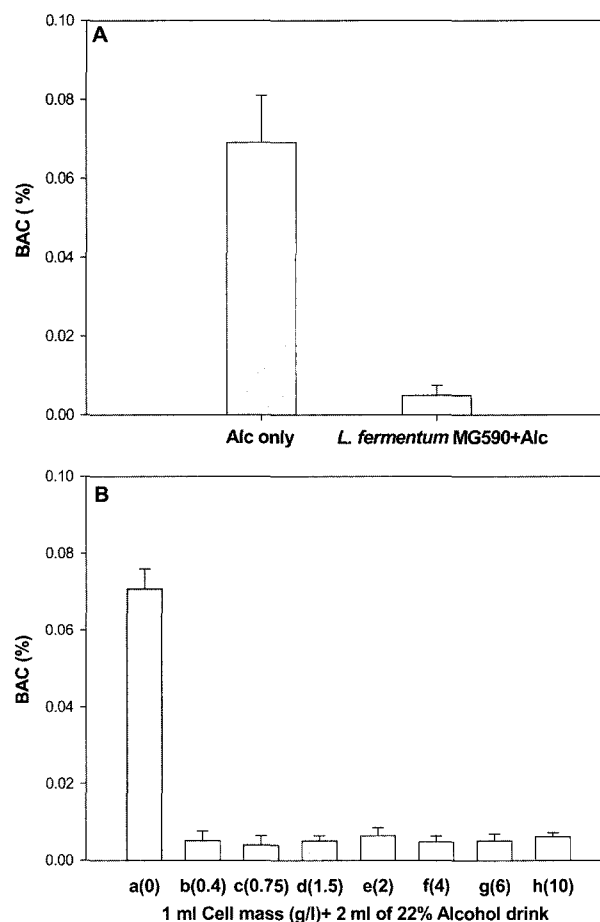 A
0.10
0.08
0.06
0.04
0.02
0.00
BAC ( %)
Alc only L. fermentum MG590+Alc
B
0.10
0.08
0.06
0.04
0.02
0.00
BAC (%)
a(0) b(0.4) c(0.75) d(1.5) e(2) f(4) g(6) h(10)
1 ml Cell mass (g/l)+ 2 ml of 22% Alcohol drink